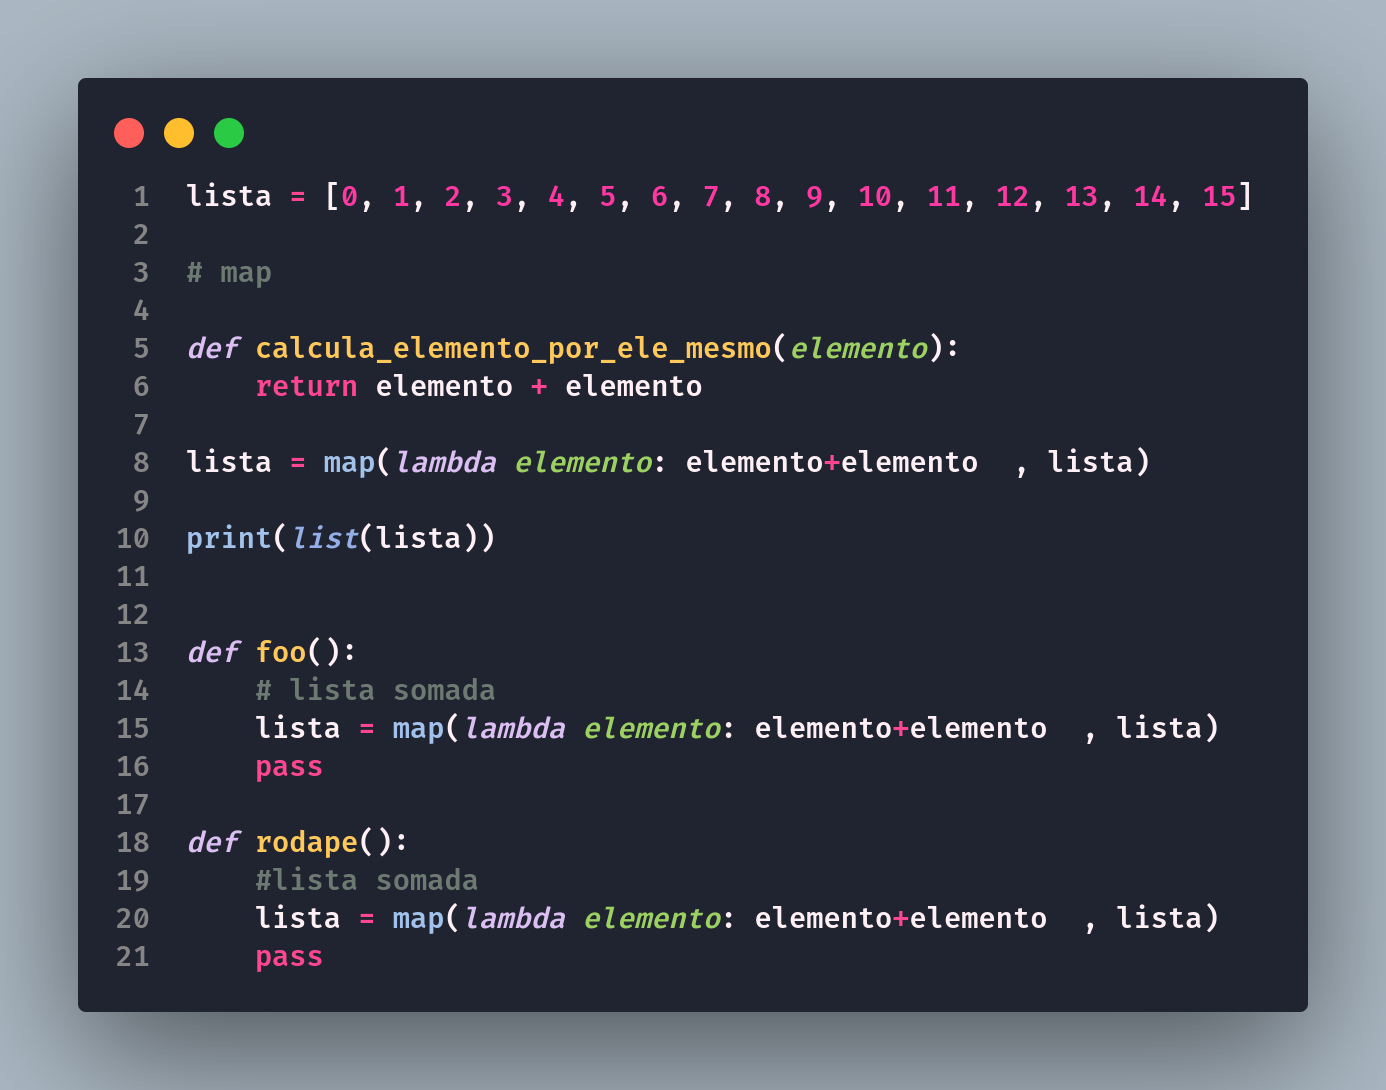 1 lista = [0, 1, 2, 3, 4, 5, 6, 7, 8, 9, 10, 11, 12, 13, 14, 15]
2
3 # map
4
5 def calcula_elemento_por_ele_mesmo(elemento):
6     return elemento + elemento
7
8 lista = map(lambda elemento: elemento+elemento  , lista)
9
10 print(list(lista))
11
12
13 def foo():
14     # lista somada
15     lista = map(lambda elemento: elemento+elemento  , lista)
16     pass
17
18 def rodape():
19     #lista somada
20     lista = map(lambda elemento: elemento+elemento  , lista)
21     pass